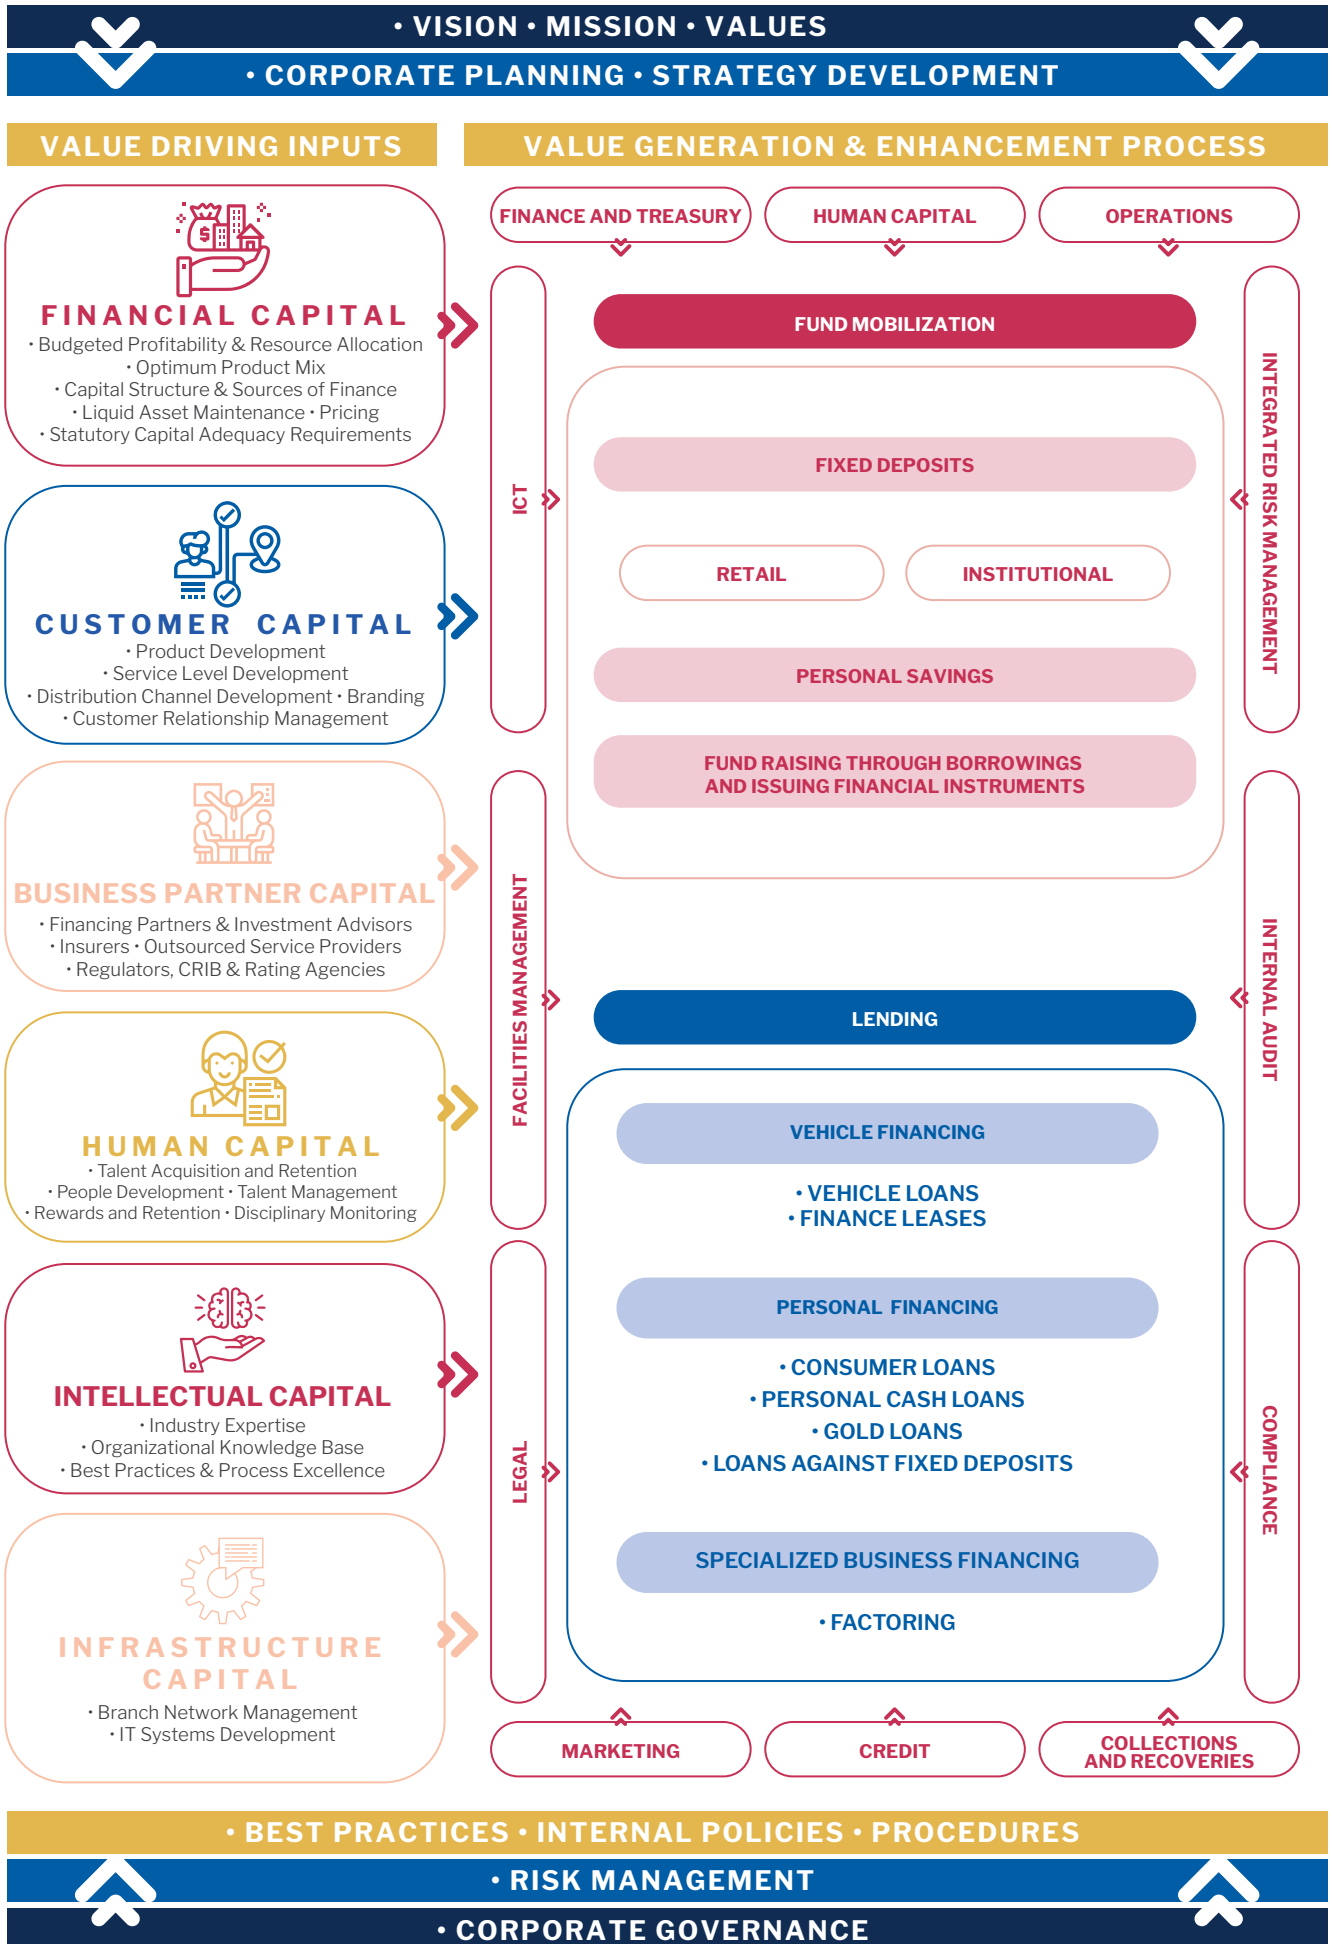 • VISION • MISSION • VALUES
• CORPORATE PLANNING • STRATEGY DEVELOPMENT
VALUE DRIVING INPUTS
FINANCIAL CAPITAL
• Budgeted Profitability & Resource Allocation
• Optimum Product Mix
• Capital Structure & Sources of Finance
• Liquid Asset Maintenance • Pricing
• Statutory Capital Adequacy Requirements
CUSTOMER CAPITAL
• Product Development
• Service Level Development
• Distribution Channel Development • Branding
• Customer Relationship Management
BUSINESS PARTNER CAPITAL
• Financing Partners & Investment Advisors
• Insurers • Outsourced Service Providers
• Regulators, CRIB & Rating Agencies
HUMAN CAPITAL
• Talent Acquisition and Retention
• People Development • Talent Management
• Rewards and Retention • Disciplinary Monitoring
INTELLECTUAL CAPITAL
• Industry Expertise
• Organizational Knowledge Base
• Best Practices & Process Excellence
INFRASTRUCTURE
CAPITAL
• Branch Network Management
• IT Systems Development
VALUE GENERATION & ENHANCEMENT PROCESS
FINANCE AND TREASURY
HUMAN CAPITAL
OPERATIONS
ICT
FACILITIES MANAGEMENT
LEGAL
FUND MOBILIZATION
FIXED DEPOSITS
RETAIL
INSTITUTIONAL
PERSONAL SAVINGS
FUND RAISING THROUGH BORROWINGS
AND ISSUING FINANCIAL INSTRUMENTS
LENDING
VEHICLE FINANCING
• VEHICLE LOANS
• FINANCE LEASES
PERSONAL FINANCING
• CONSUMER LOANS
• PERSONAL CASH LOANS
• GOLD LOANS
• LOANS AGAINST FIXED DEPOSITS
SPECIALIZED BUSINESS FINANCING
• FACTORING
INTEGRATED RISK MANAGEMENT
INTERNAL AUDIT
COMPLIANCE
MARKETING
CREDIT
COLLECTIONS
AND RECOVERIES
• BEST PRACTICES • INTERNAL POLICIES • PROCEDURES
• RISK MANAGEMENT
• CORPORATE GOVERNANCE